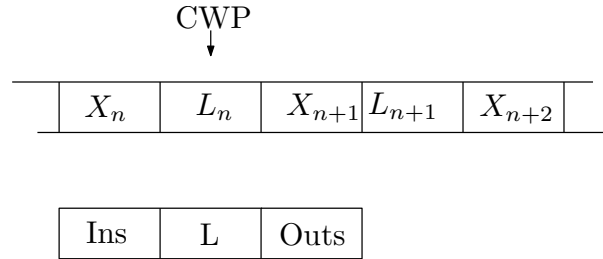 CWP
X_n L_n X_{n+1} L_{n+1} X_{n+2}
Ins L Outs